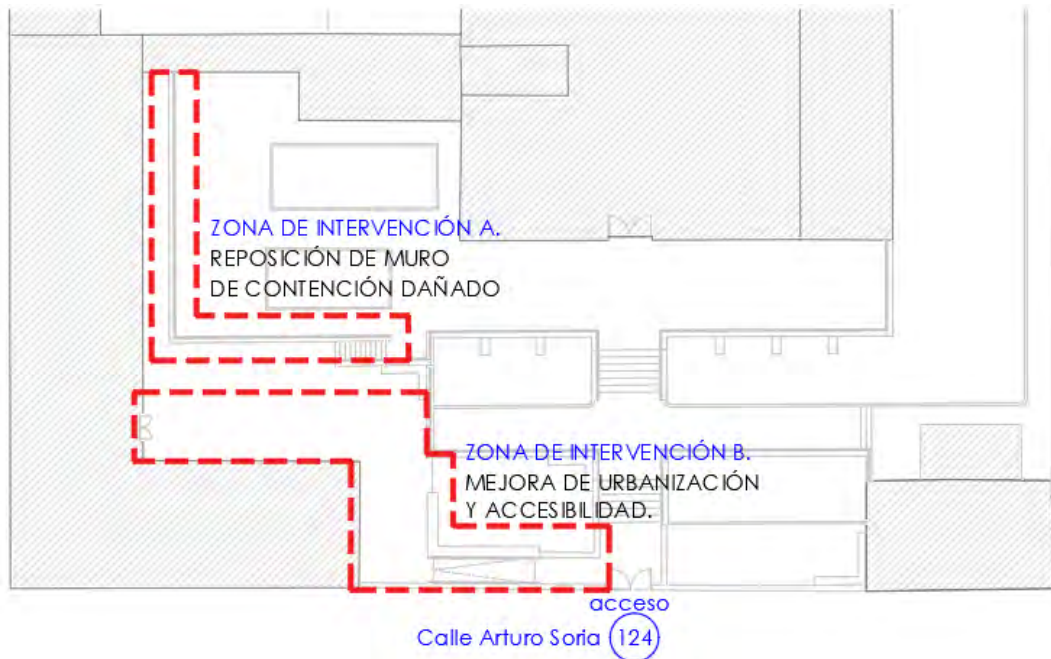 ZONA DE INTERVENCIÓN A.
REPOSICIÓN DE MURO
DE CONTENCIÓN DAÑADO
ZONA DE INTERVENCIÓN B.
MEJORA DE URBANIZACIÓN
Y ACCESIBILIDAD.
acceso
Calle Arturo Soria 124